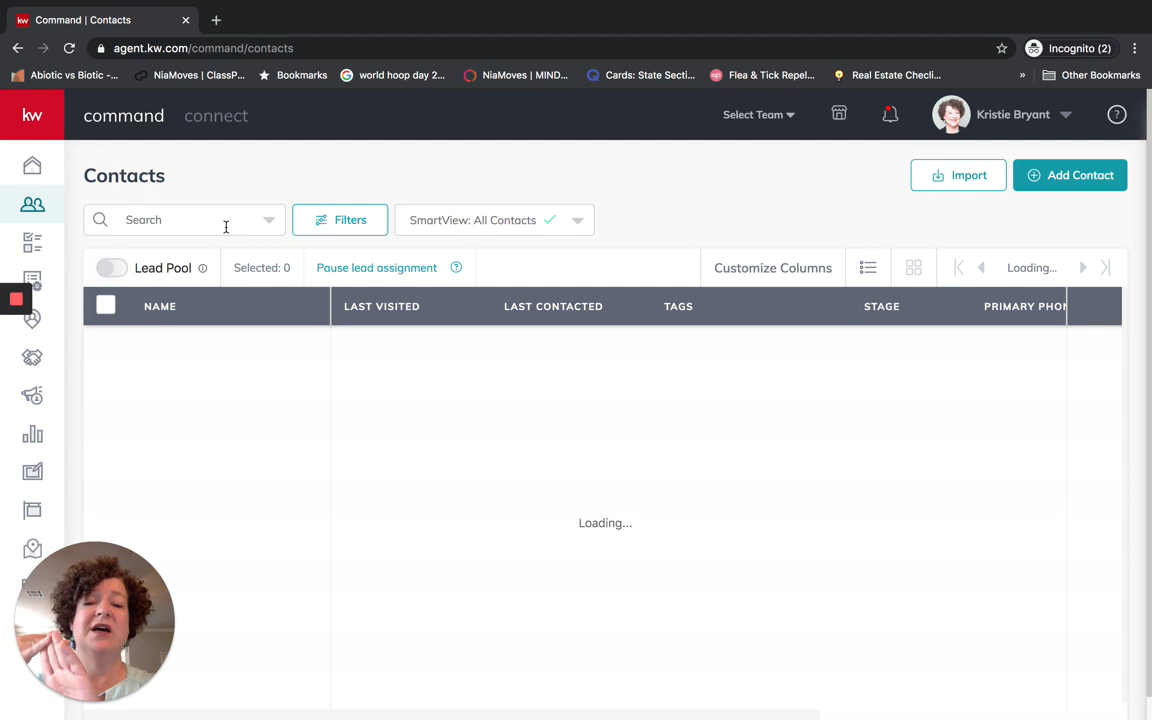 kw Command | Contacts
agent.kw.com/command/contacts
Incognito (2)
Abiotic vs Biotic -...
NiaMoves | ClassP...
Bookmarks
world hoop day 2...
NiaMoves | MIND...
Cards: State Secti...
Flea & Tick Repel...
Real Estate Checli...
»
Other Bookmarks
kw
command connect
Select Team
Kristie Bryant
?
Contacts
Import
Add Contact
Search
Filters
SmartView: All Contacts
Lead Pool
Selected: 0
Pause lead assignment ?
Customize Columns
Loading...
NAME LAST VISITED LAST CONTACTED TAGS STAGE PRIMARY PHON
Loading...